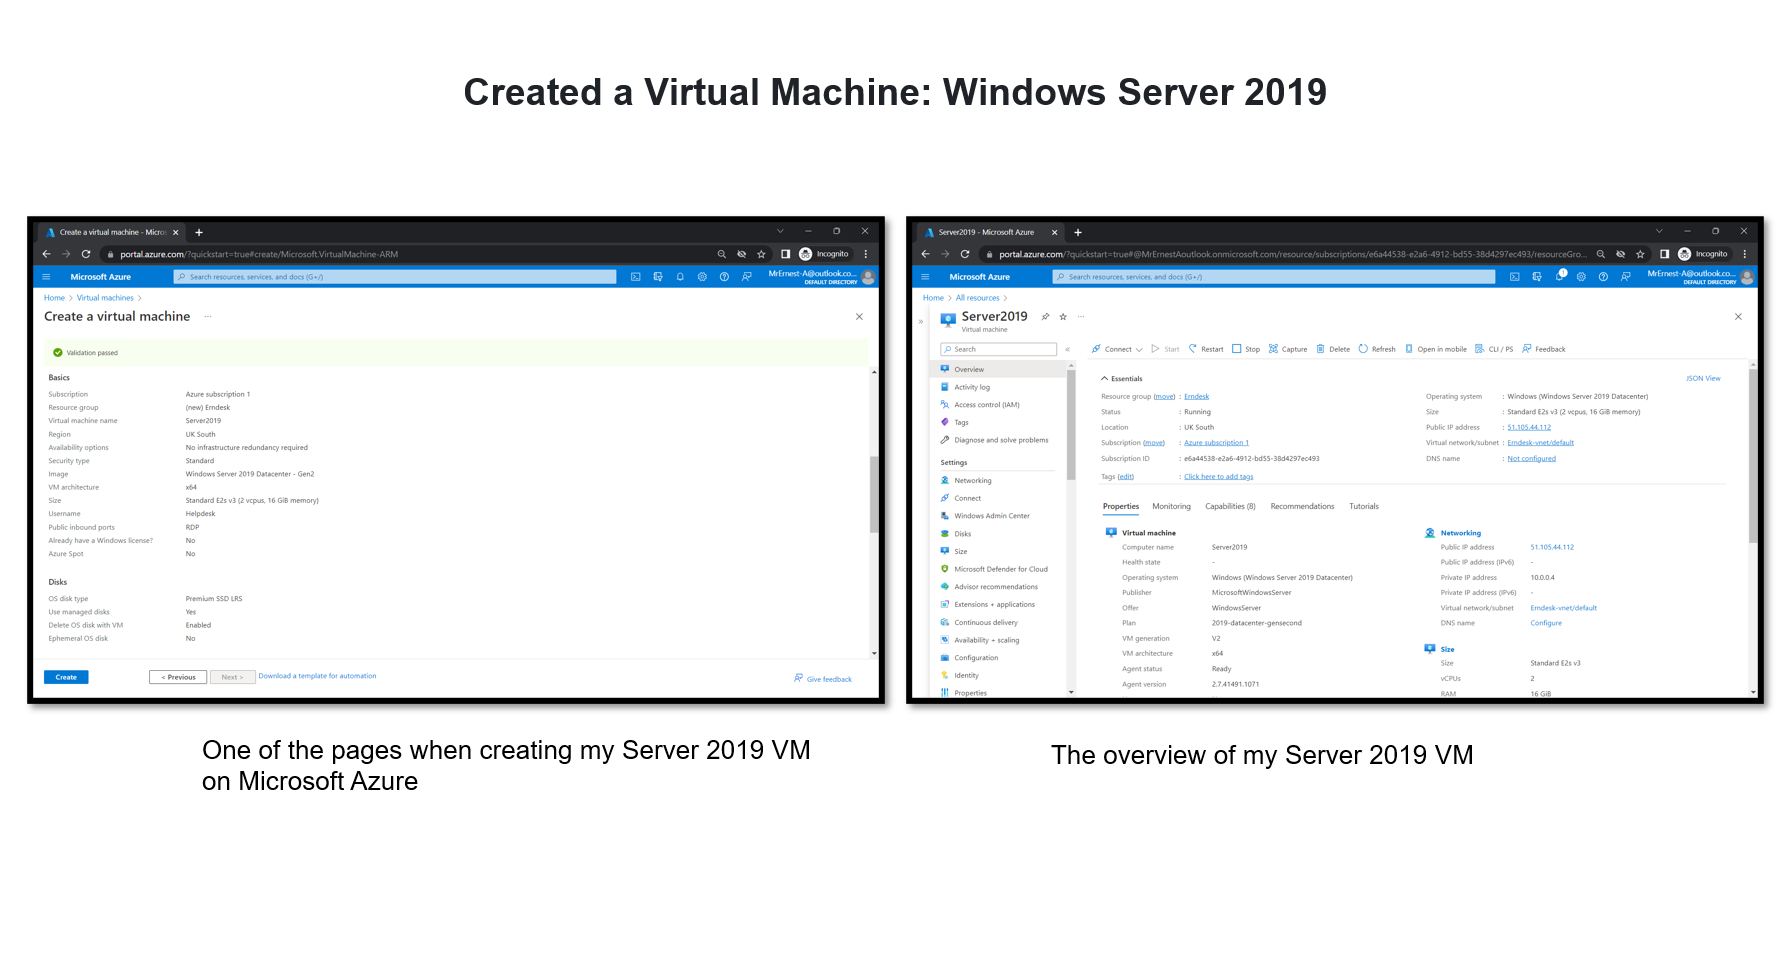 Created a Virtual Machine: Windows Server 2019
Create a virtual machine - Micros
portal.azure.com/?quickstart=true#create/Microsoft.VirtualMachine-ARM
Incognito
Microsoft Azure
Search resources, services, and docs (G+/)
MrErnest-A@outlook.co...
DEFAULT DIRECTORY
Home > Virtual machines >
Create a virtual machine ...
Validation passed
Basics
Subscription Azure subscription 1
Resource group (new) Erndesk
Virtual machine name Server2019
Region UK South
Availability options No infrastructure redundancy required
Security type Standard
Image Windows Server 2019 Datacenter - Gen2
VM architecture x64
Size Standard E2s v3 (2 vcpus, 16 GiB memory)
Username Helpdesk
Public inbound ports RDP
Already have a Windows license? No
Azure Spot No
Disks
OS disk type Premium SSD LRS
Use managed disks Yes
Delete OS disk with VM Enabled
Ephemeral OS disk No
Create
< Previous
Next >
Download a template for automation
Give feedback
One of the pages when creating my Server 2019 VM
on Microsoft Azure
Server2019 - Microsoft Azure
portal.azure.com/?quickstart=true#@MrErnestAoutlook.onmicrosoft.com/resource/subscriptions/e6a44538-e2a6-4912-bd55-38d4297ec493/resourceGro...
Incognito
Microsoft Azure
Search resources, services, and docs (G+/)
1
MrErnest-A@outlook.co...
DEFAULT DIRECTORY
Home > All resources >
Server2019 ...
Virtual machine
Search
Overview
Activity log
Access control (IAM)
Tags
Diagnose and solve problems
Settings
Networking
Connect
Windows Admin Center
Disks
Size
Microsoft Defender for Cloud
Advisor recommendations
Extensions + applications
Continuous delivery
Availability + scaling
Configuration
Identity
Properties
Connect Start Restart Stop Capture Delete Refresh Open in mobile CLI / PS Feedback
Essentials
JSON View
Resource group (move) : Erndesk
Status : Running
Location : UK South
Subscription (move) : Azure subscription 1
Subscription ID : e6a44538-e2a6-4912-bd55-38d4297ec493
Tags (edit) : Click here to add tags
Operating system : Windows (Windows Server 2019 Datacenter)
Size : Standard E2s v3 (2 vcpus, 16 GiB memory)
Public IP address : 51.105.44.112
Virtual network/subnet : Erndesk-vnet/default
DNS name : Not configured
Properties Monitoring Capabilities (8) Recommendations Tutorials
Virtual machine
Computer name Server2019
Health state -
Operating system Windows (Windows Server 2019 Datacenter)
Publisher MicrosoftWindowsServer
Offer WindowsServer
Plan 2019-datacenter-gensecond
VM generation V2
VM architecture x64
Agent status Ready
Agent version 2.7.41491.1071
Networking
Public IP address 51.105.44.112
Public IP address (IPv6) -
Private IP address 10.0.0.4
Private IP address (IPv6) -
Virtual network/subnet Erndesk-vnet/default
DNS name Configure
Size
Size Standard E2s v3
vCPUs 2
RAM 16 GiB
The overview of my Server 2019 VM